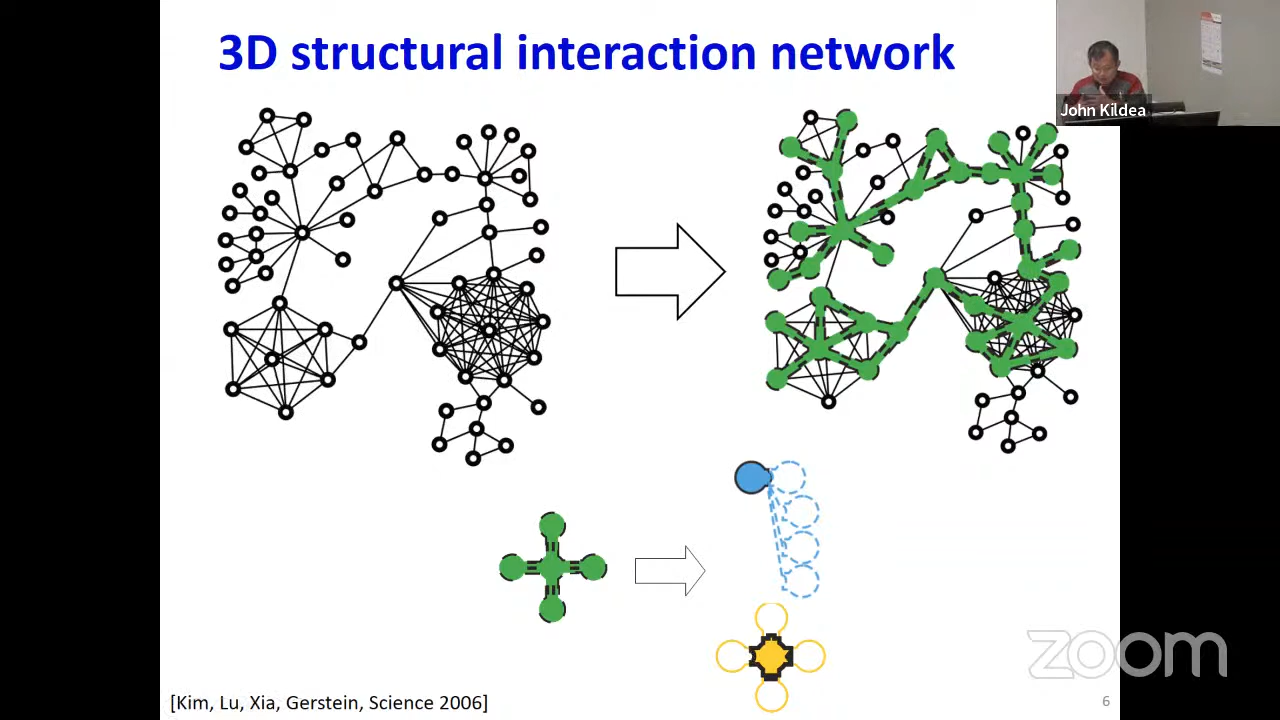 3D structural interaction network
John Kildea
[Kim, Lu, Xia, Gerstein, Science 2006]
zoom
6